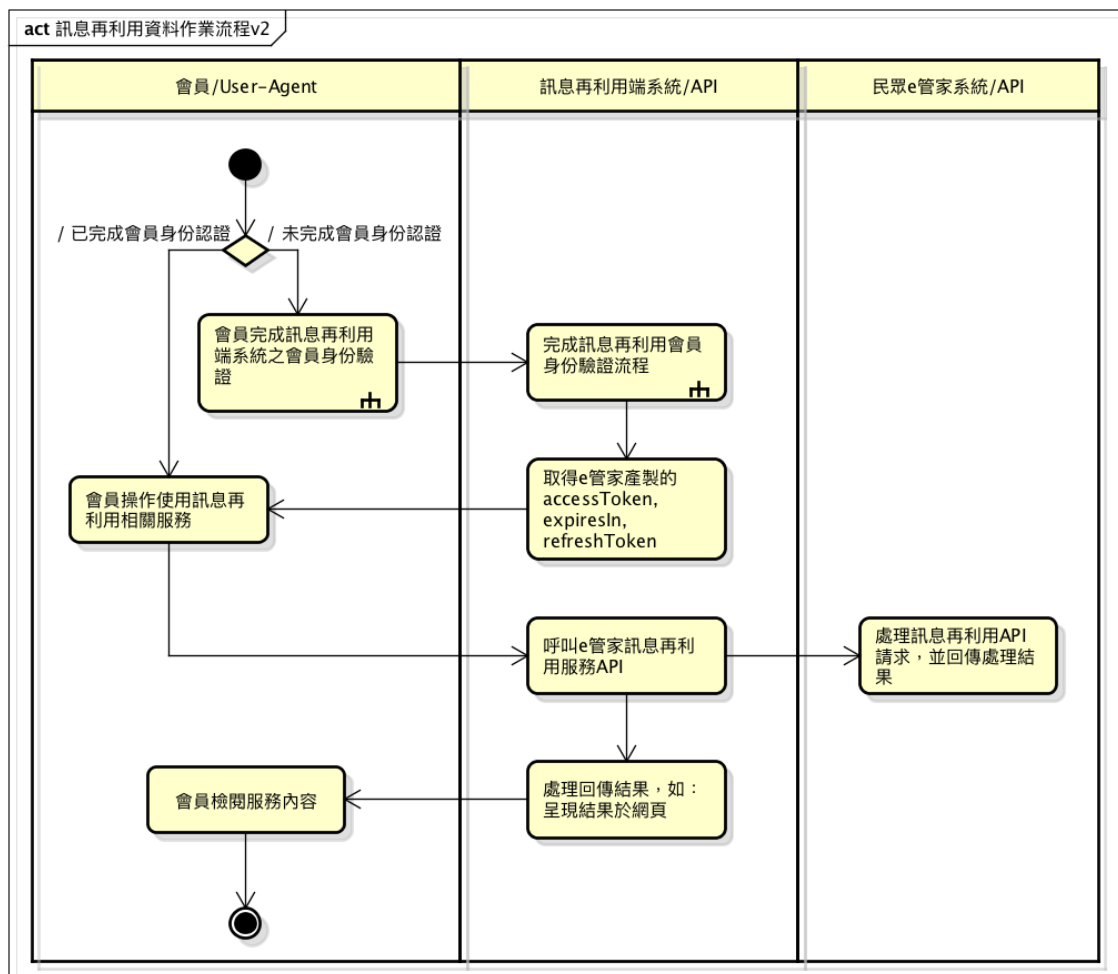 act 訊息再利用資料作業流程v2
會員/User-Agent
訊息再利用端系統/API
民眾e管家系統/API
/ 已完成會員身份認證
/ 未完成會員身份認證
會員完成訊息再利用
端系統之會員身份驗
證
完成訊息再利用會員
身份驗證流程
取得e管家產製的
accessToken,
expiresIn,
refreshToken
會員操作使用訊息再
利用相關服務
呼叫e管家訊息再利
用服務API
處理訊息再利用API
請求，並回傳處理結
果
處理回傳結果，如：
呈現結果於網頁
會員檢閱服務內容